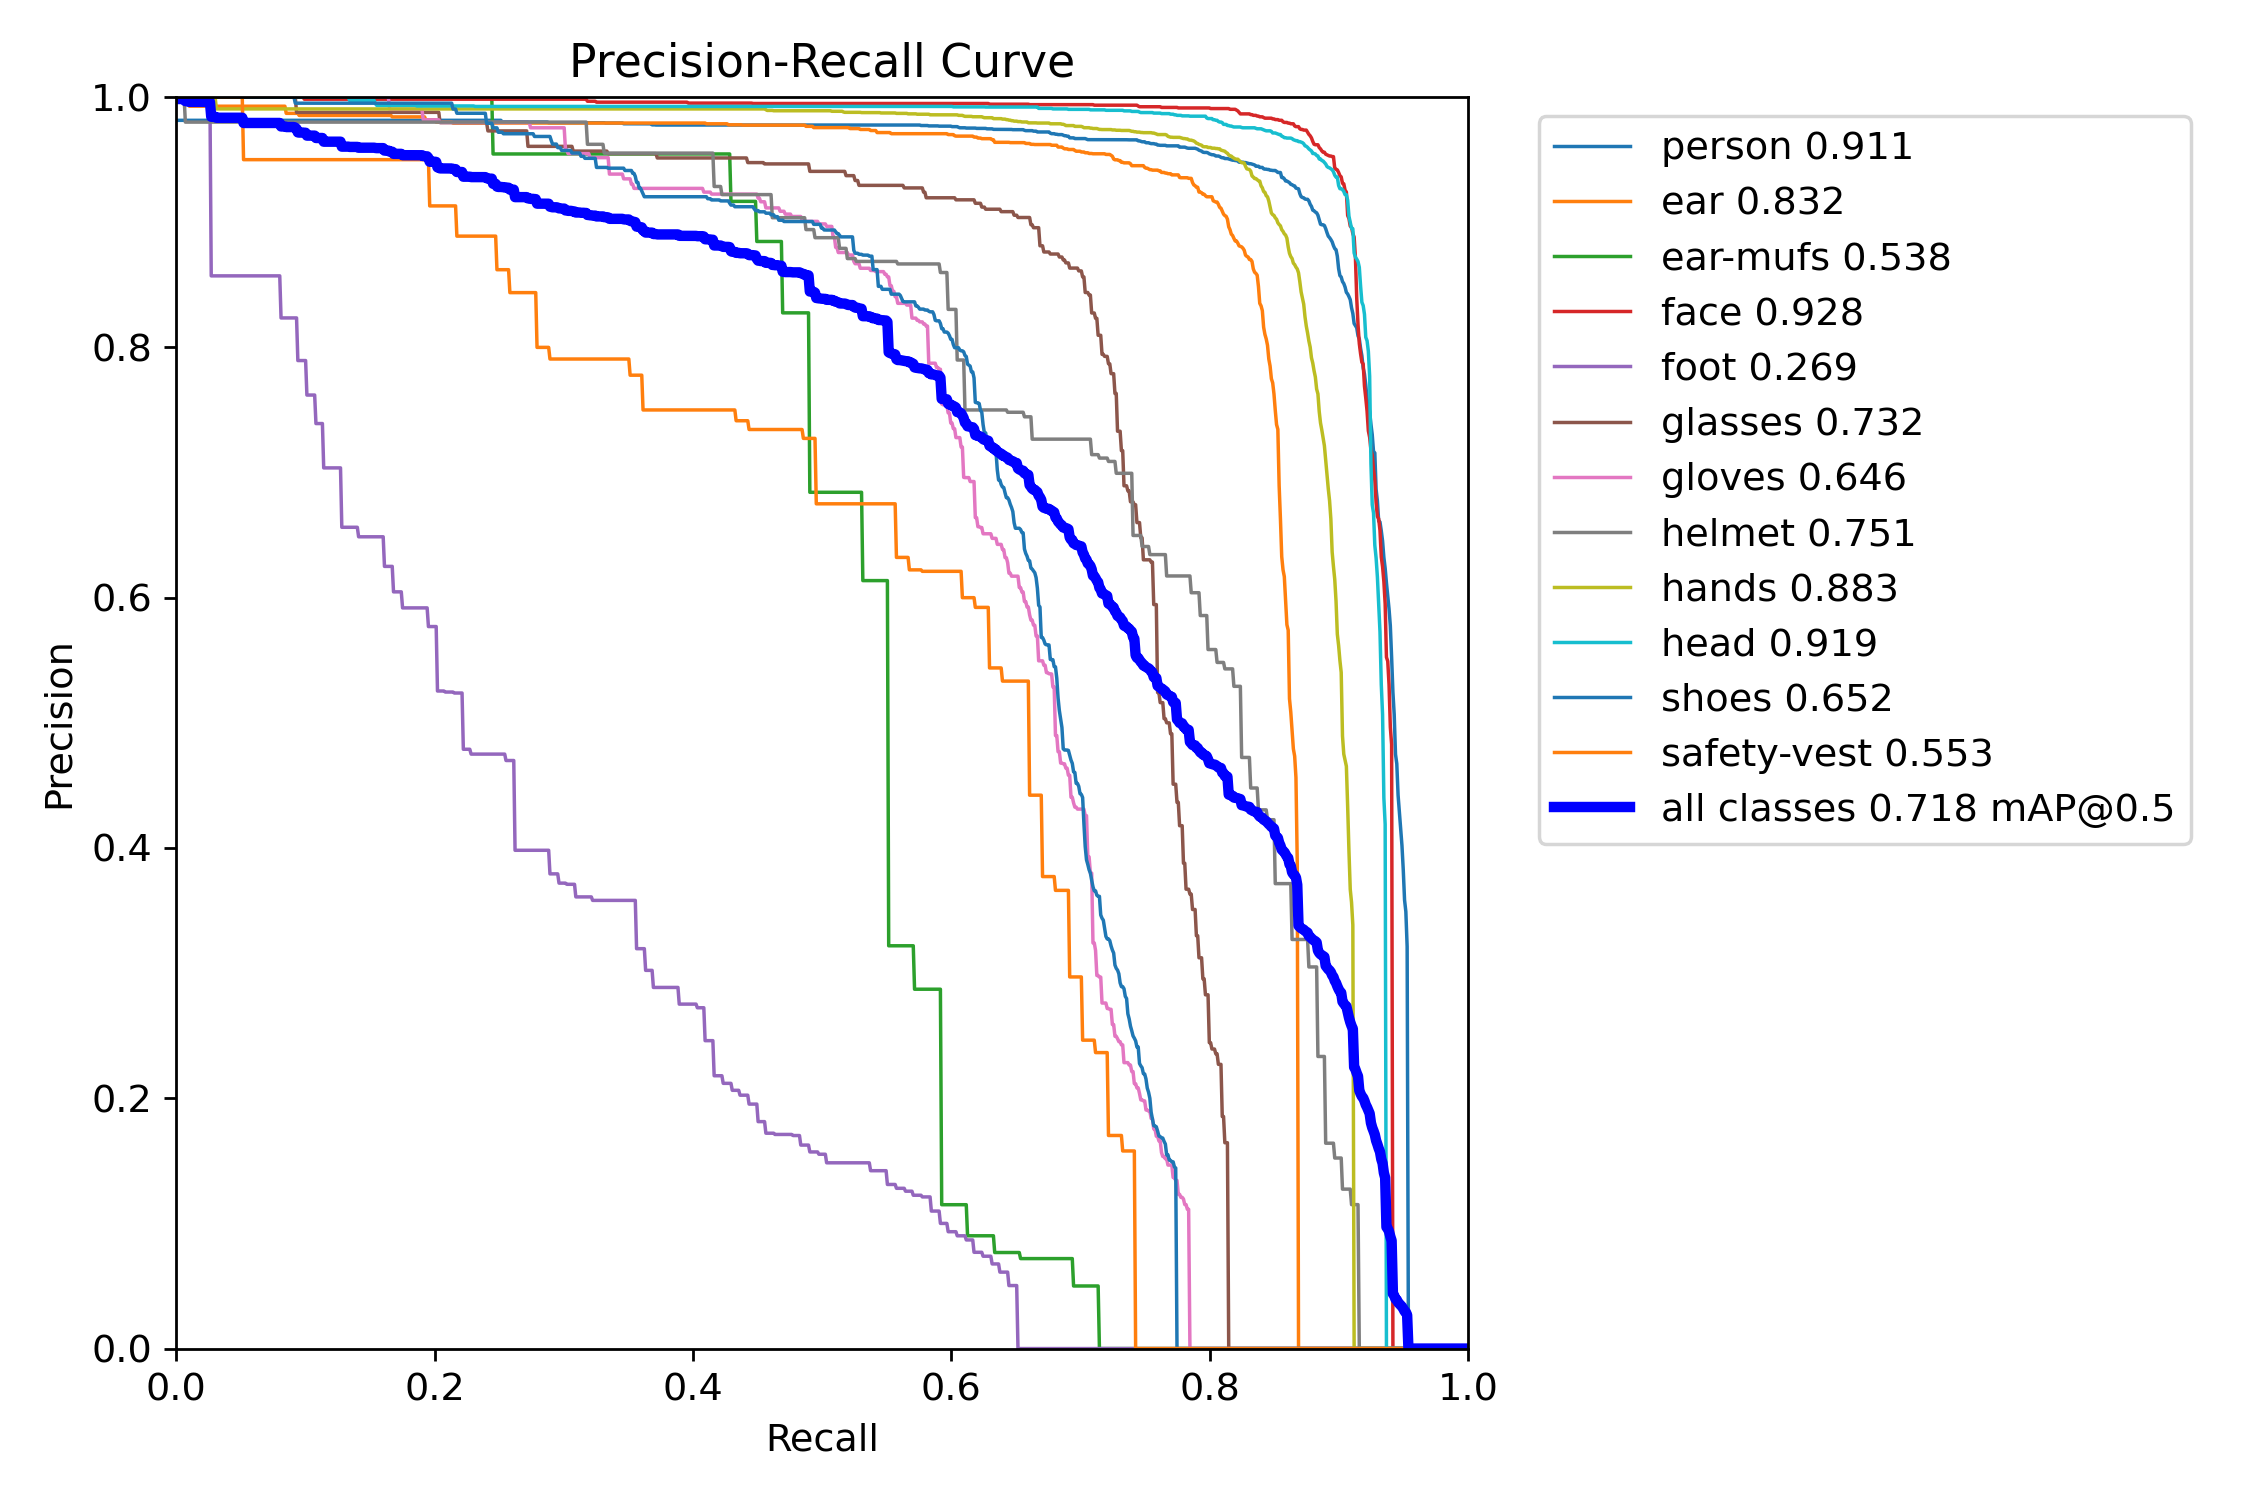 Precision-Recall Curve
1.0
0.8
0.6
0.4
0.2
0.0
Precision
0.0 0.2 0.4 0.6 0.8 1.0
Recall
person 0.911
ear 0.832
ear-mufs 0.538
face 0.928
foot 0.269
glasses 0.732
gloves 0.646
helmet 0.751
hands 0.883
head 0.919
shoes 0.652
safety-vest 0.553
all classes 0.718 mAP@0.5